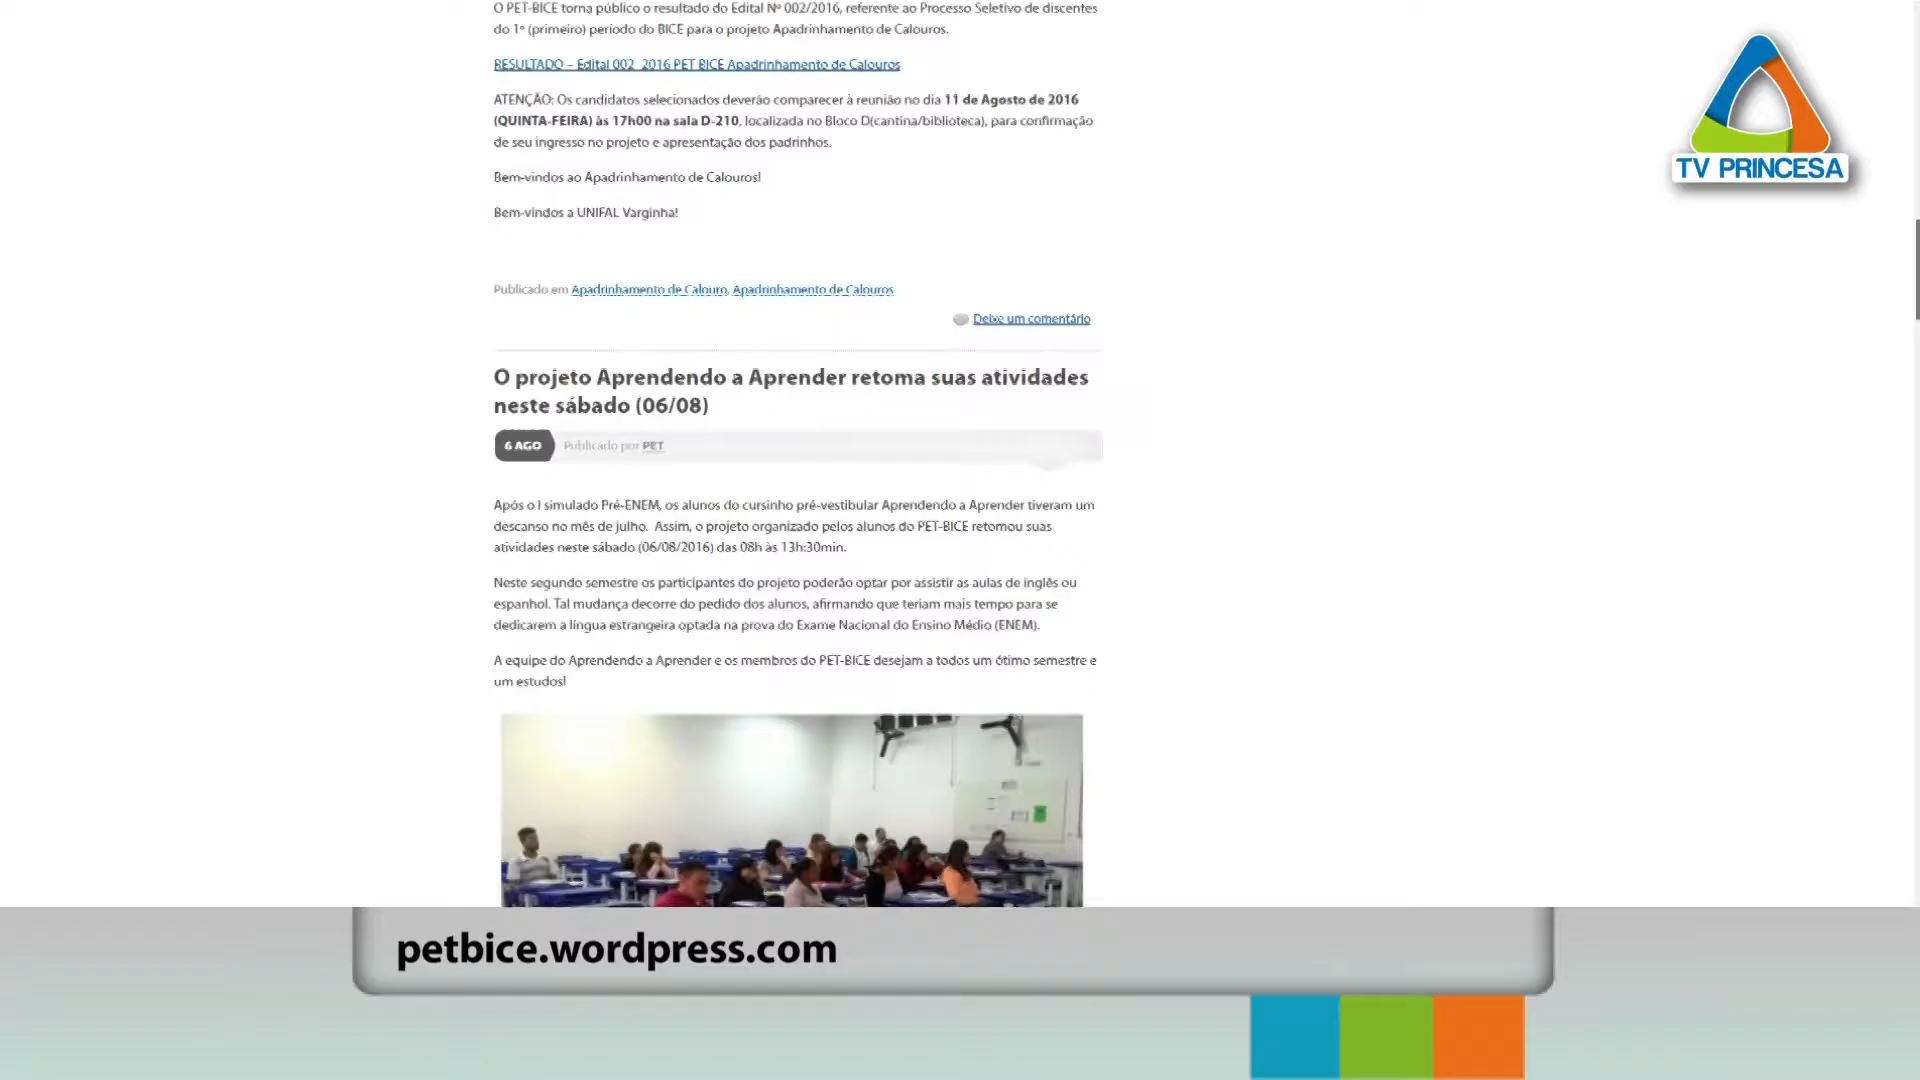 O PET-BICE torna público o resultado do Edital Nº 002/2016, referente ao Processo Seletivo de discentes
do 1º (primeiro) período do BICE para o projeto Apadrinhamento de Calouros.
RESULTADO – Edital 002_2016 PET BICE Apadrinhamento de Calouros
ATENÇÃO: Os candidatos selecionados deverão comparecer à reunião no dia 11 de Agosto de 2016
(QUINTA-FEIRA) às 17h00 na sala D-210, localizada no Bloco D(cantina/biblioteca), para confirmação
de seu ingresso no projeto e apresentação dos padrinhos.
Bem-vindos ao Apadrinhamento de Calouros!
Bem-vindos a UNIFAL Varginha!
Publicado em Apadrinhamento de Calouro, Apadrinhamento de Calouros
Deixe um comentário
O projeto Aprendendo a Aprender retoma suas atividades
neste sábado (06/08)
6 AGO Publicado por PET
Após o I simulado Pré-ENEM, os alunos do cursinho pré-vestibular Aprendendo a Aprender tiveram um
descanso no mês de julho. Assim, o projeto organizado pelos alunos do PET-BICE retomou suas
atividades neste sábado (06/08/2016) das 08h às 13h:30min.
Neste segundo semestre os participantes do projeto poderão optar por assistir as aulas de inglês ou
espanhol. Tal mudança decorre do pedido dos alunos, afirmando que teriam mais tempo para se
dedicarem a língua estrangeira optada na prova do Exame Nacional do Ensino Médio (ENEM).
A equipe do Aprendendo a Aprender e os membros do PET-BICE desejam a todos um ótimo semestre e
um estudos!
TV PRINCESA
petbice.wordpress.com